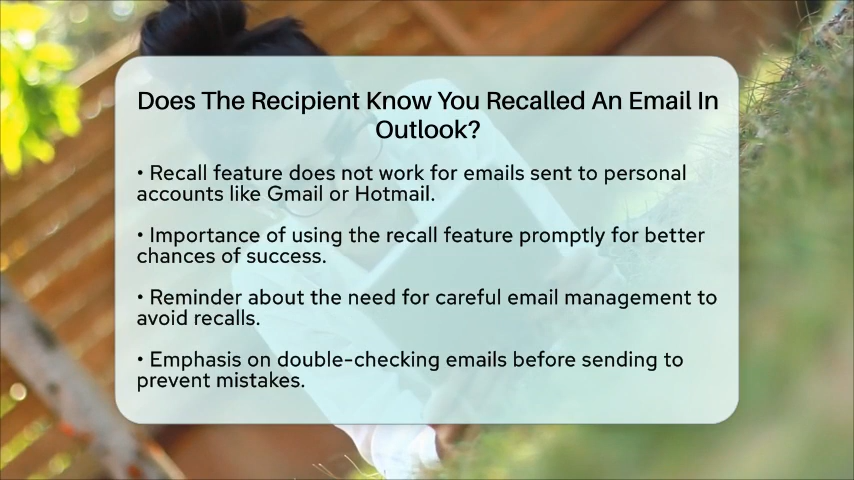 Does The Recipient Know You Recalled An Email In
Outlook?
• Recall feature does not work for emails sent to personal
accounts like Gmail or Hotmail.
• Importance of using the recall feature promptly for better
chances of success.
• Reminder about the need for careful email management to
avoid recalls.
• Emphasis on double-checking emails before sending to
prevent mistakes.